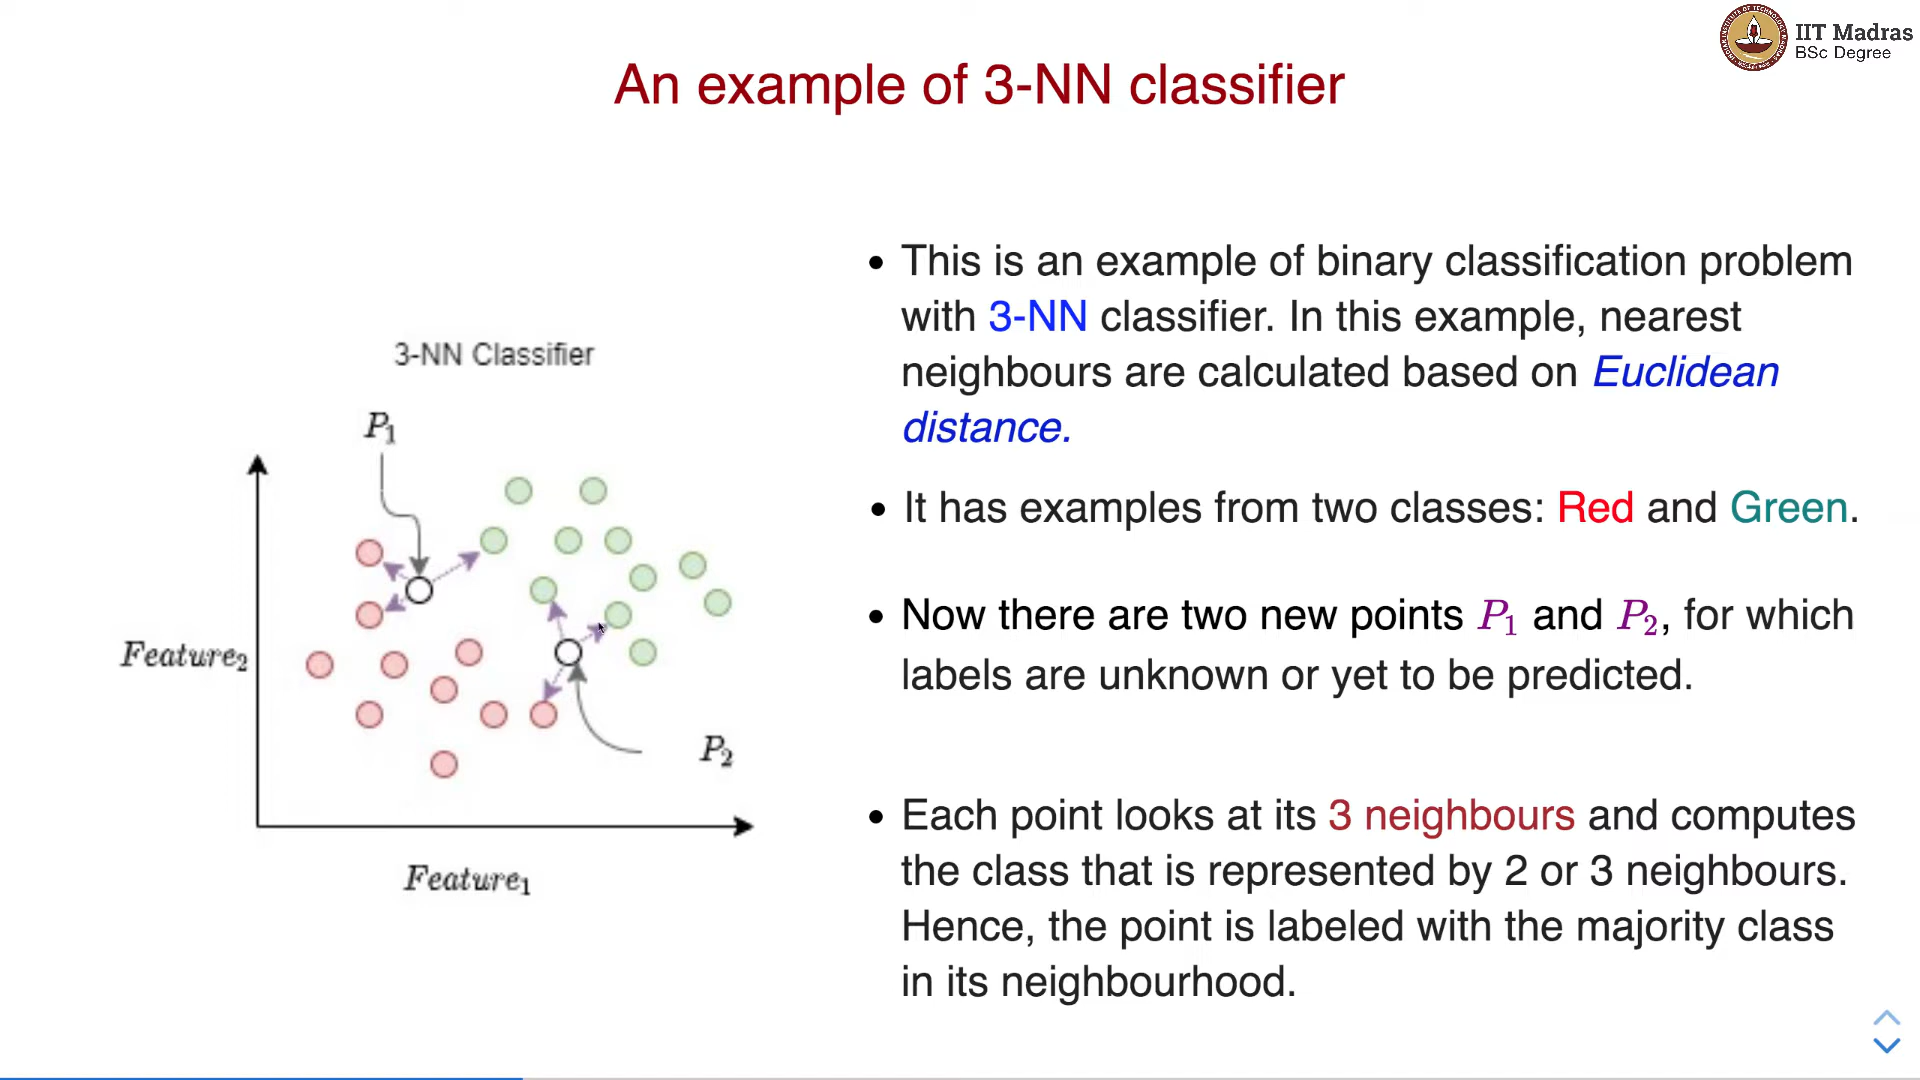 IIT Madras
BSc Degree
An example of 3-NN classifier
3-NN Classifier
P₁
Feature₂
P₂
Feature₁
• This is an example of binary classification problem
with 3-NN classifier. In this example, nearest
neighbours are calculated based on Euclidean
distance.
• It has examples from two classes: Red and Green.
• Now there are two new points P₁ and P₂, for which
labels are unknown or yet to be predicted.
• Each point looks at its 3 neighbours and computes
the class that is represented by 2 or 3 neighbours.
Hence, the point is labeled with the majority class
in its neighbourhood.